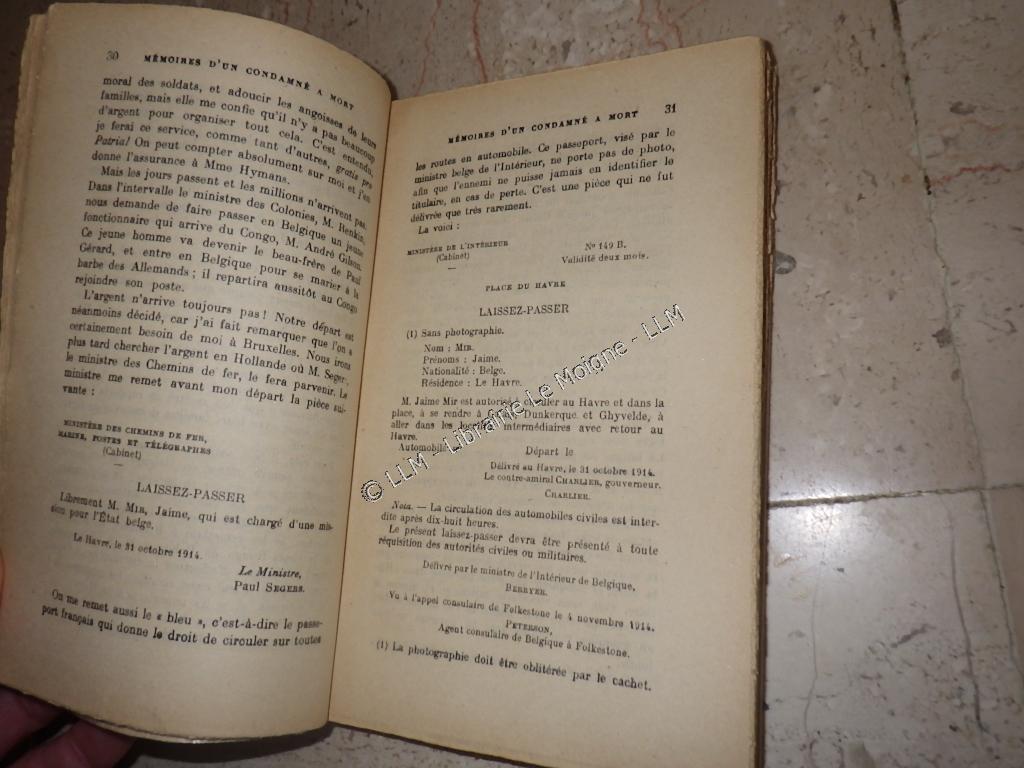 30 MÉMOIRES D'UN CONDAMNÉ A MORT
moral des soldats, et adoucir les angoisses de leurs
familles, mais elle me confie qu'il n'y a pas beaucoup
d'argent pour organiser tout cela. C'est entendu,
je ferai ce service, comme tant d'autres, gratis pro
Patria! On peut compter absolument sur moi et j'en
donne l'assurance à Mme Hymans.
Mais les jours passent et les millions n'arrivent pas.
Dans l'intervalle le ministre des Colonies, M. Renkin,
nous demande de faire passer en Belgique un jeune
fonctionnaire qui arrive du Congo, M. André Gilson.
Ce jeune homme va devenir le beau-frère de Paul
Gérard, et entre en Belgique pour se marier à la
barbe des Allemands ; il repartira aussitôt au Congo
rejoindre son poste.
L'argent n'arrive toujours pas! Notre départ est
néanmoins décidé, car j'ai fait remarquer que l'on a
certainement besoin de moi à Bruxelles. Nous irons
plus tard chercher l'argent en Hollande où M. Segers,
le ministre des Chemins de fer, le fera parvenir. Le
ministre me remet avant mon départ la pièce sui-
vante :
MINISTÈRE DES CHEMINS DE FER,
MARINE, POSTES ET TÉLÉGRAPHES
(Cabinet)
—
LAISSEZ-PASSER
Librement M. MIR, Jaime, qui est chargé d'une mis-
sion pour l'État belge.
Le Havre, le 31 octobre 1914.
Le Ministre,
Paul SEGERS.
On me remet aussi le « bleu », c'est-à-dire le passe-
port français qui donne le droit de circuler sur toutes
MÉMOIRES D'UN CONDAMNÉ A MORT 31
les routes en automobile. Ce passeport, visé par le
ministre belge de l'Intérieur, ne porte pas de photo,
afin que l'ennemi ne puisse jamais en identifier le
titulaire, en cas de perte. C'est une pièce qui ne fut
délivrée que très rarement.
La voici :
MINISTÈRE DE L'INTÉRIEUR Nº 149 B.
(Cabinet) Validité deux mois.
—
PLACE DU HAVRE
LAISSEZ-PASSER
(1) Sans photographie.
Nom : MIR.
Prénoms : Jaime.
Nationalité : Belge.
Résidence : Le Havre.
M. Jaime Mir est autorisé à circuler au Havre et dans la
place, à se rendre à Dunkerque et Ghyvelde, à
aller dans les localités intermédiaires avec retour au
Havre.
Automobile Départ le
Délivré au Havre, le 31 octobre 1914.
Le contre-amiral CHARLIER, gouverneur.
CHARLIER.
Nota. — La circulation des automobiles civiles est inter-
dite après dix-huit heures.
Le présent laissez-passer devra être présenté à toute
réquisition des autorités civiles ou militaires.
Délivré par le ministre de l'Intérieur de Belgique,
BERRYER.
Vu à l'appel consulaire de Folkestone le 4 novembre 1914.
PETERSON,
Agent consulaire de Belgique à Folkestone.
(1) La photographie doit être oblitérée par le cachet.
© LLM - Librairie Le Moigne - LLM